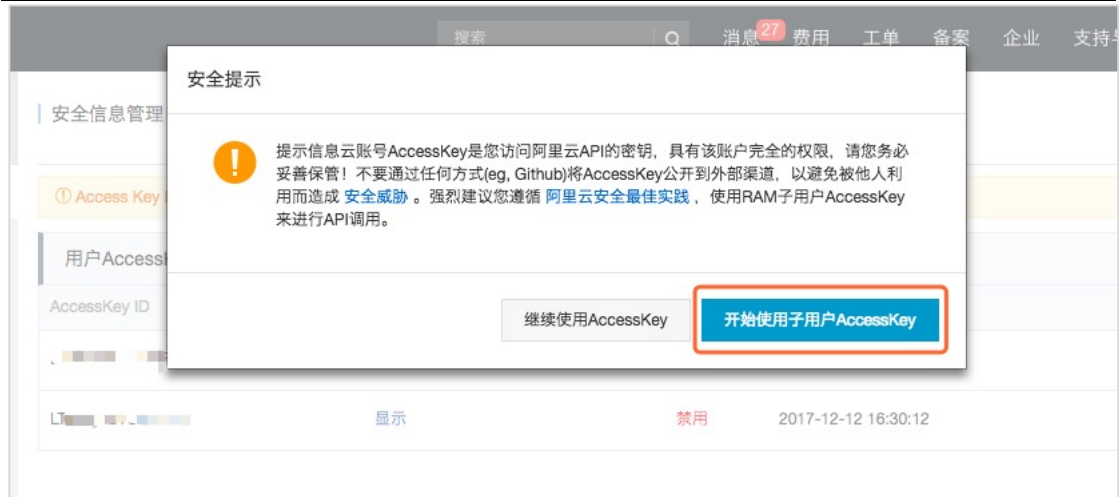 搜索
消息 27 费用 工单 备案 企业 支持
安全提示
安全信息管理
提示信息云账号AccessKey是您访问阿里云API的密钥，具有该账户完全的权限，请您务必
妥善保管！不要通过任何方式(eg, Github)将AccessKey公开到外部渠道，以避免被他人利
用而造成 安全威胁 。强烈建议您遵循 阿里云安全最佳实践 ，使用RAM子用户AccessKey
来进行API调用。
Access Key
用户Access
AccessKey ID
继续使用AccessKey 开始使用子用户AccessKey
LT 显示 禁用 2017-12-12 16:30:12